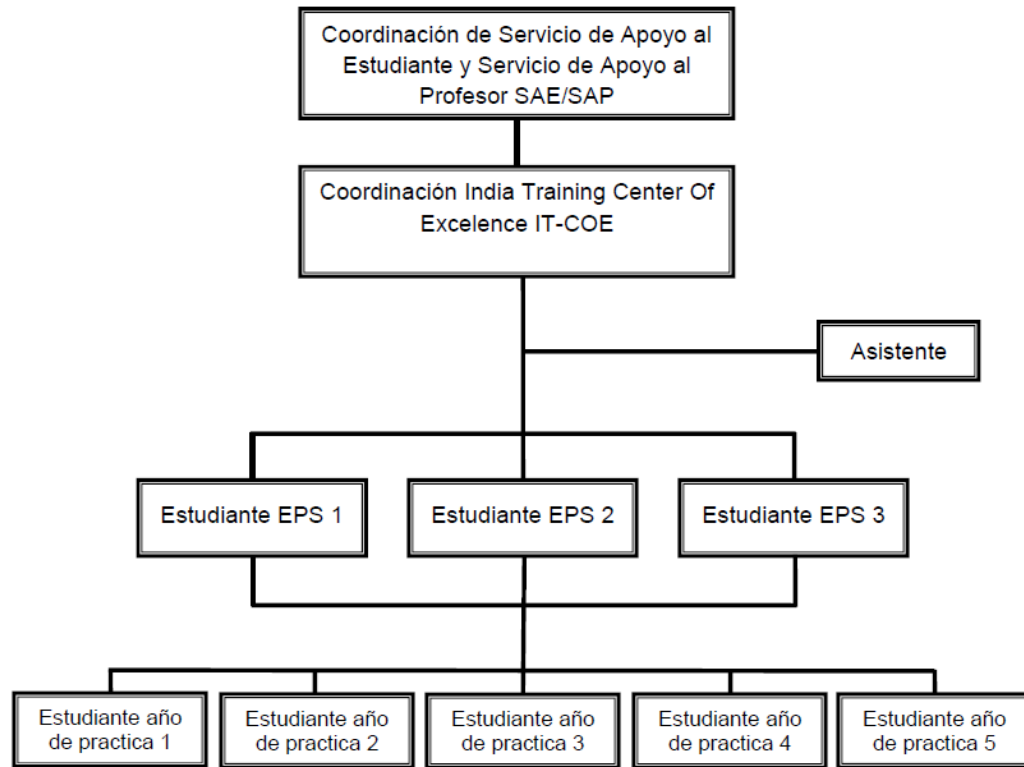 Coordinación de Servicio de Apoyo al
Estudiante y Servicio de Apoyo al
Profesor SAE/SAP
Coordinación India Training Center Of
Excelence IT-COE
Asistente
Estudiante EPS 1
Estudiante EPS 2
Estudiante EPS 3
Estudiante año
de practica 1
Estudiante año
de practica 2
Estudiante año
de practica 3
Estudiante año
de practica 4
Estudiante año
de practica 5